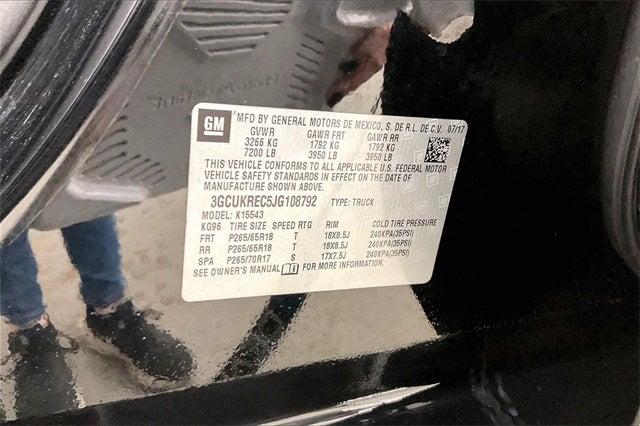 GM
MFD BY GENERAL MOTORS DE MEXICO, S. DE R.L. DE C.V. 07/17
GVWR GAWR FRT GAWR RR
3266 KG 1792 KG 1792 KG
7200 LB 3950 LB 3950 LB
THIS VEHICLE CONFORMS TO ALL APPLICABLE U.S. FEDERAL MOTOR
VEHICLE SAFETY STANDARDS IN EFFECT ON THE DATE OF
MANUFACTURE SHOWN ABOVE.
3GCUKREC5JG108792 TYPE: TRUCK
MODEL: K15543
KG96 TIRE SIZE SPEED RTG RIM COLD TIRE PRESSURE
FRT P265/65R18 T 18X8.5J 240KPA(35PSI)
RR P265/65R18 T 18X8.5J 240KPA(35PSI)
SPA P265/70R17 S 17X7.5J 240KPA(35PSI)
SEE OWNER'S MANUAL FOR MORE INFORMATION.